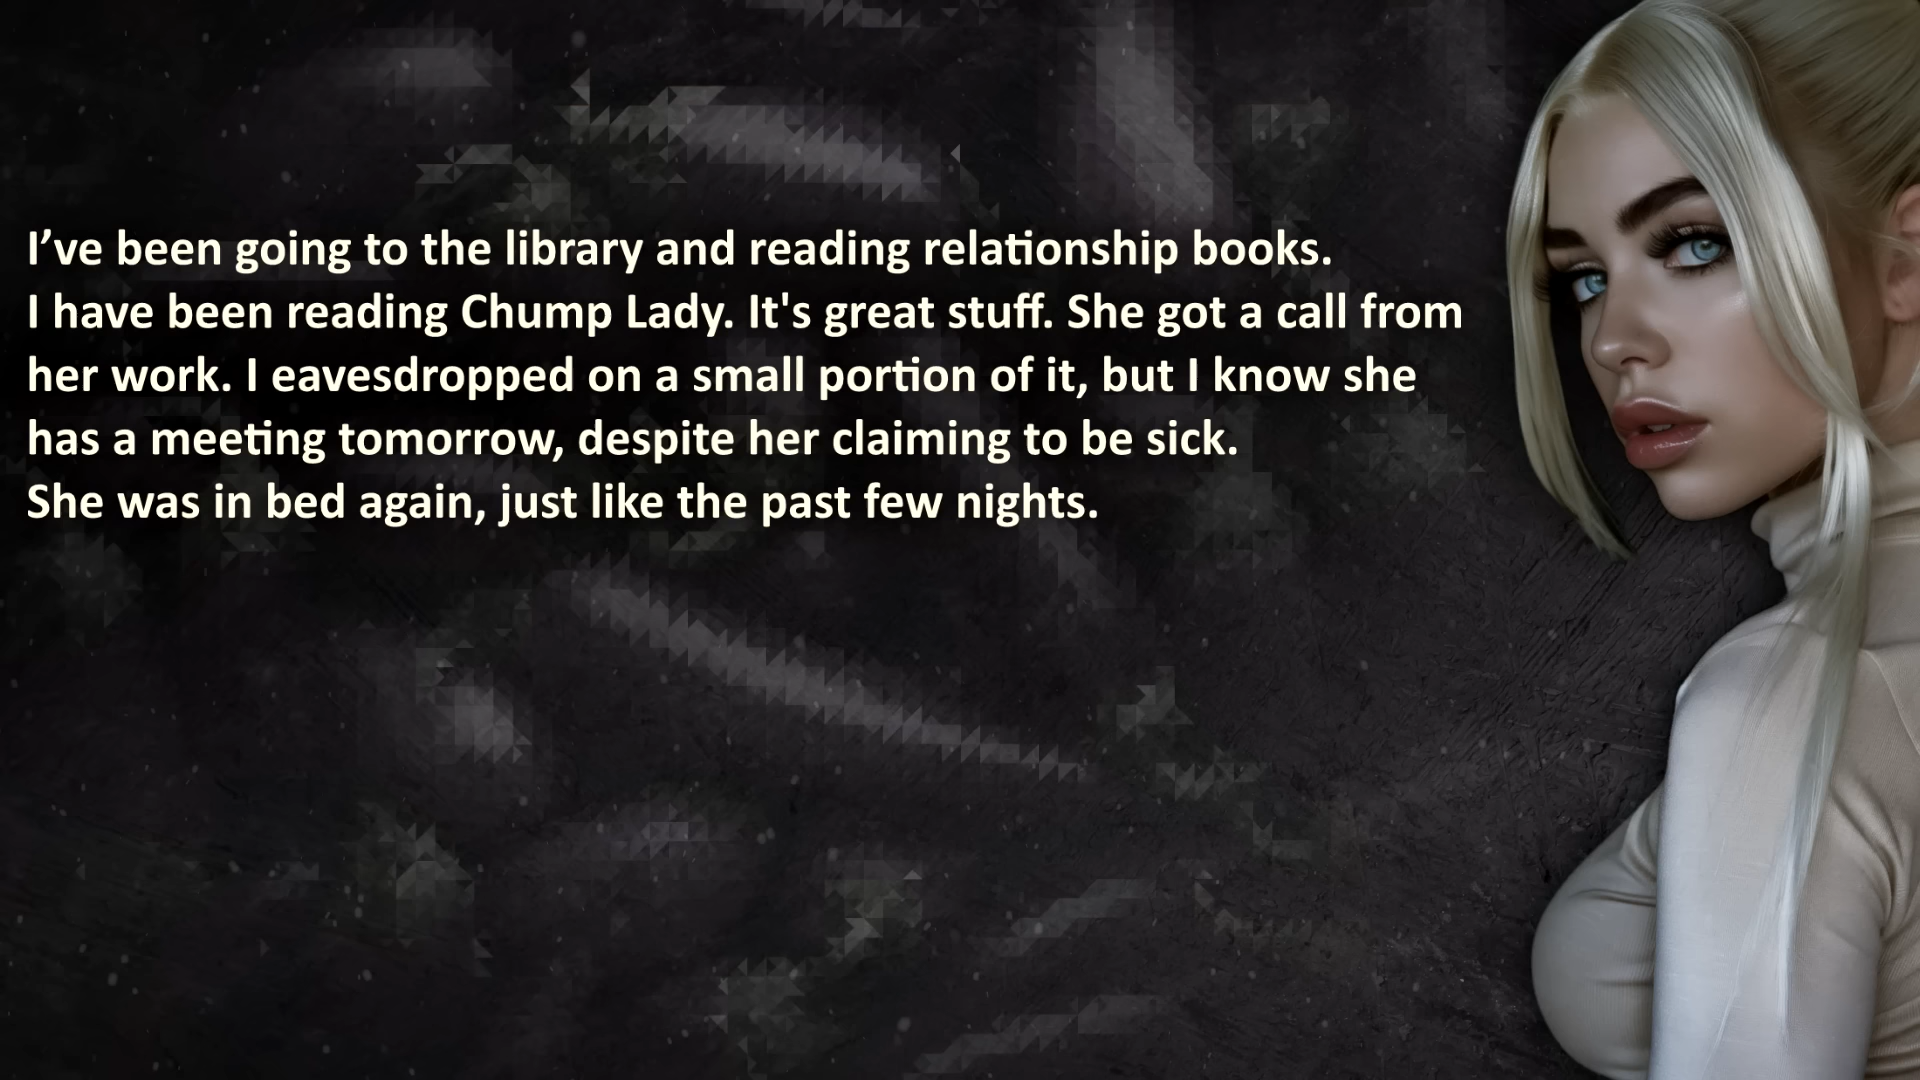 I’ve been going to the library and reading relationship books.
I have been reading Chump Lady. It's great stuff. She got a call from
her work. I eavesdropped on a small portion of it, but I know she
has a meeting tomorrow, despite her claiming to be sick.
She was in bed again, just like the past few nights.